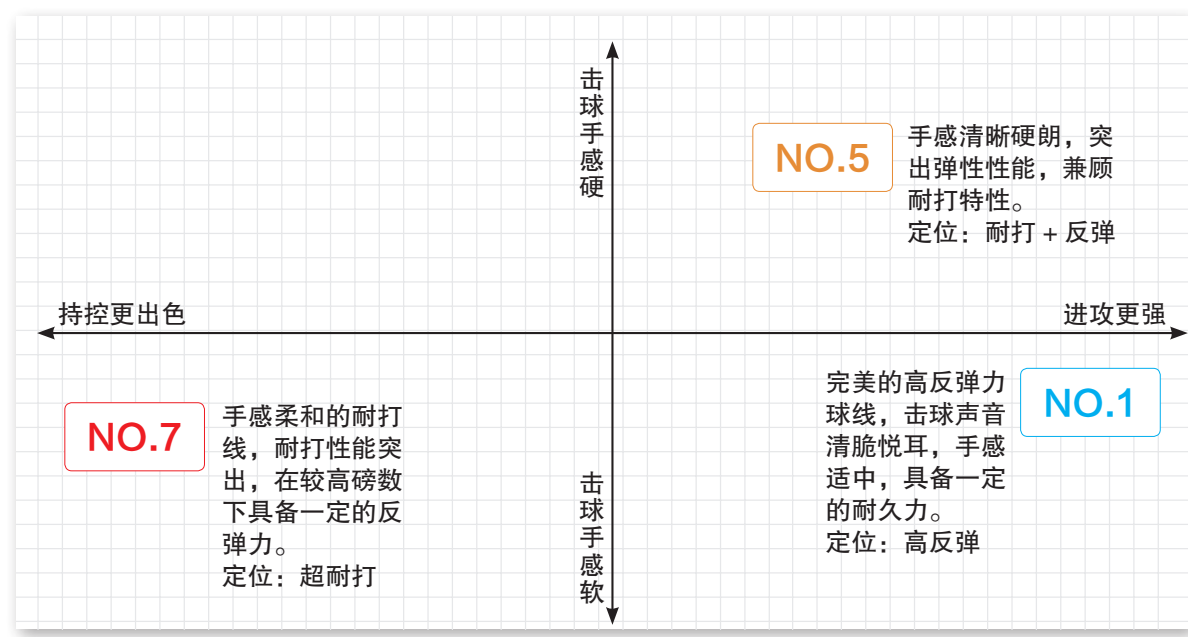 击球手感硬
NO.5
手感清晰硬朗，突
出弹性性能，兼顾
耐打特性。
定位：耐打 + 反弹
持控更出色
进攻更强
NO.7
手感柔和的耐打
线，耐打性能突
出，在较高磅数
下具备一定的反
弹力。
定位：超耐打
击球手感软
完美的高反弹力
球线，击球声音
清脆悦耳，手感
适中，具备一定
的耐久力。
定位：高反弹
NO.1